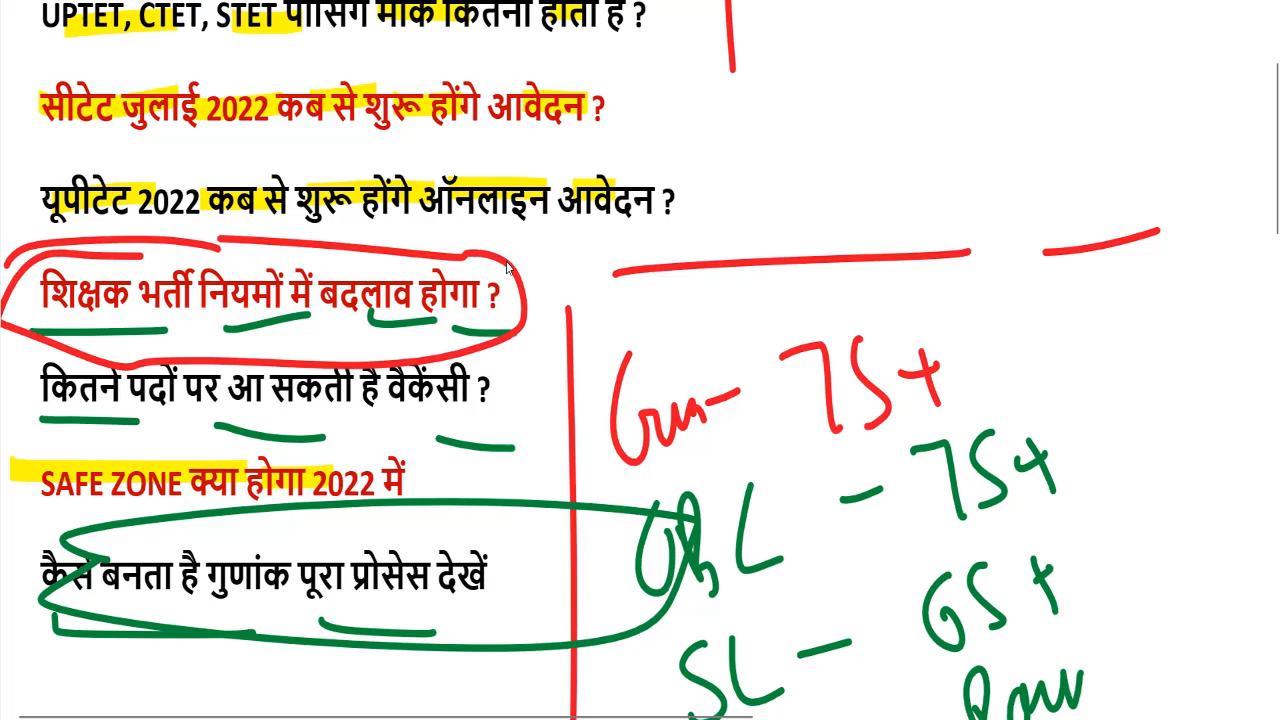 UPTET, CTET, STET पासिंग मार्क कितना होता है ?
सीटेट जुलाई 2022 कब से शुरू होंगे आवेदन ?
यूपीटेट 2022 कब से शुरू होंगे ऑनलाइन आवेदन ?
शिक्षक भर्ती नियमों में बदलाव होगा ?
कितने पदों पर आ सकती है वैकेंसी ?
SAFE ZONE क्या होगा 2022 में
कैसे बनता है गुणांक पूरा प्रोसेस देखें
75+
OBC - 75+
SC - 65+